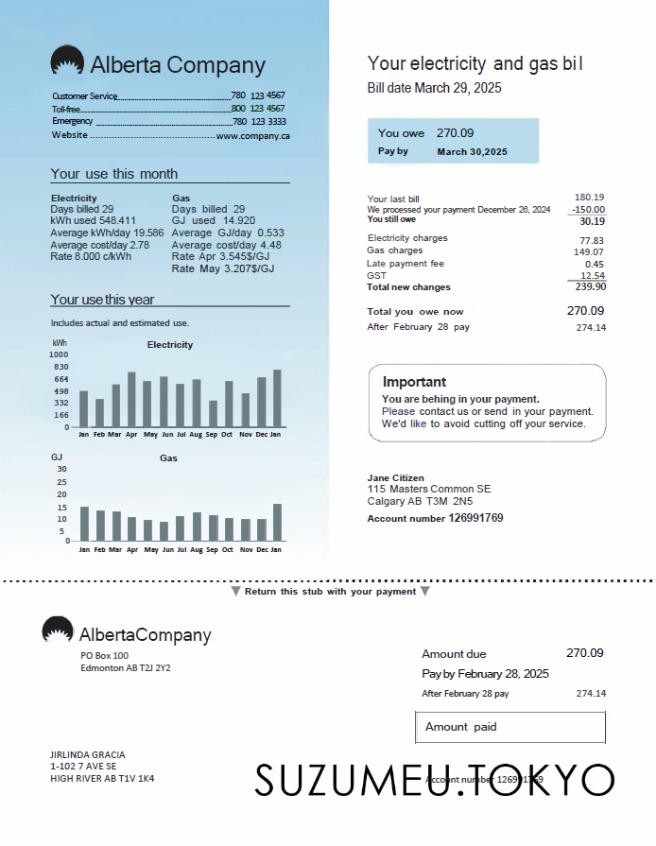 Alberta Company
Customer Service 780 123 4567
Toll-free 800 123 4567
Emergency 780 123 3333
Website www.company.ca
Your use this month
Electricity
Days billed 29
kWh used 548.411
Average kWh/day 19.586
Average cost/day 2.78
Rate 8.000 c/kWh
Gas
Days billed 29
GJ used 14.920
Average GJ/day 0.533
Average cost/day 4.48
Rate Apr 3.545$/GJ
Rate May 3.207$/GJ
Your use this year
Includes actual and estimated use.
kWh
Electricity
1000
830
664
498
332
166
0
Jan Feb Mar Apr May Jun Jul Aug Sep Oct Nov Dec Jan
GJ
Gas
30
25
20
15
10
5
0
Jan Feb Mar Apr May Jun Jul Aug Sep Oct Nov Dec Jan
Your electricity and gas bil
Bill date March 29, 2025
You owe 270.09
Pay by March 30,2025
Your last bill 180.19
We processed your payment December 26, 2024 -150.00
You still owe 30.19
Electricity charges 77.83
Gas charges 149.07
Late payment fee 0.45
GST 12.54
Total new changes 239.90
Total you owe now 270.09
After February 28 pay 274.14
Important
You are behing in your payment.
Please contact us or send in your payment.
We'd like to avoid cutting off your service.
Jane Citizen
115 Masters Common SE
Calgary AB T3M 2N5
Account number 126991769
Return this stub with your payment
AlbertaCompany
PO Box 100
Edmonton AB T2J 2Y2
Amount due 270.09
Pay by February 28, 2025
After February 28 pay 274.14
Amount paid
JIRLINDA GRACIA
1-102 7 AVE SE
HIGH RIVER AB T1V 1K4
Account number 126991769
SUZUMEU.TOKYO